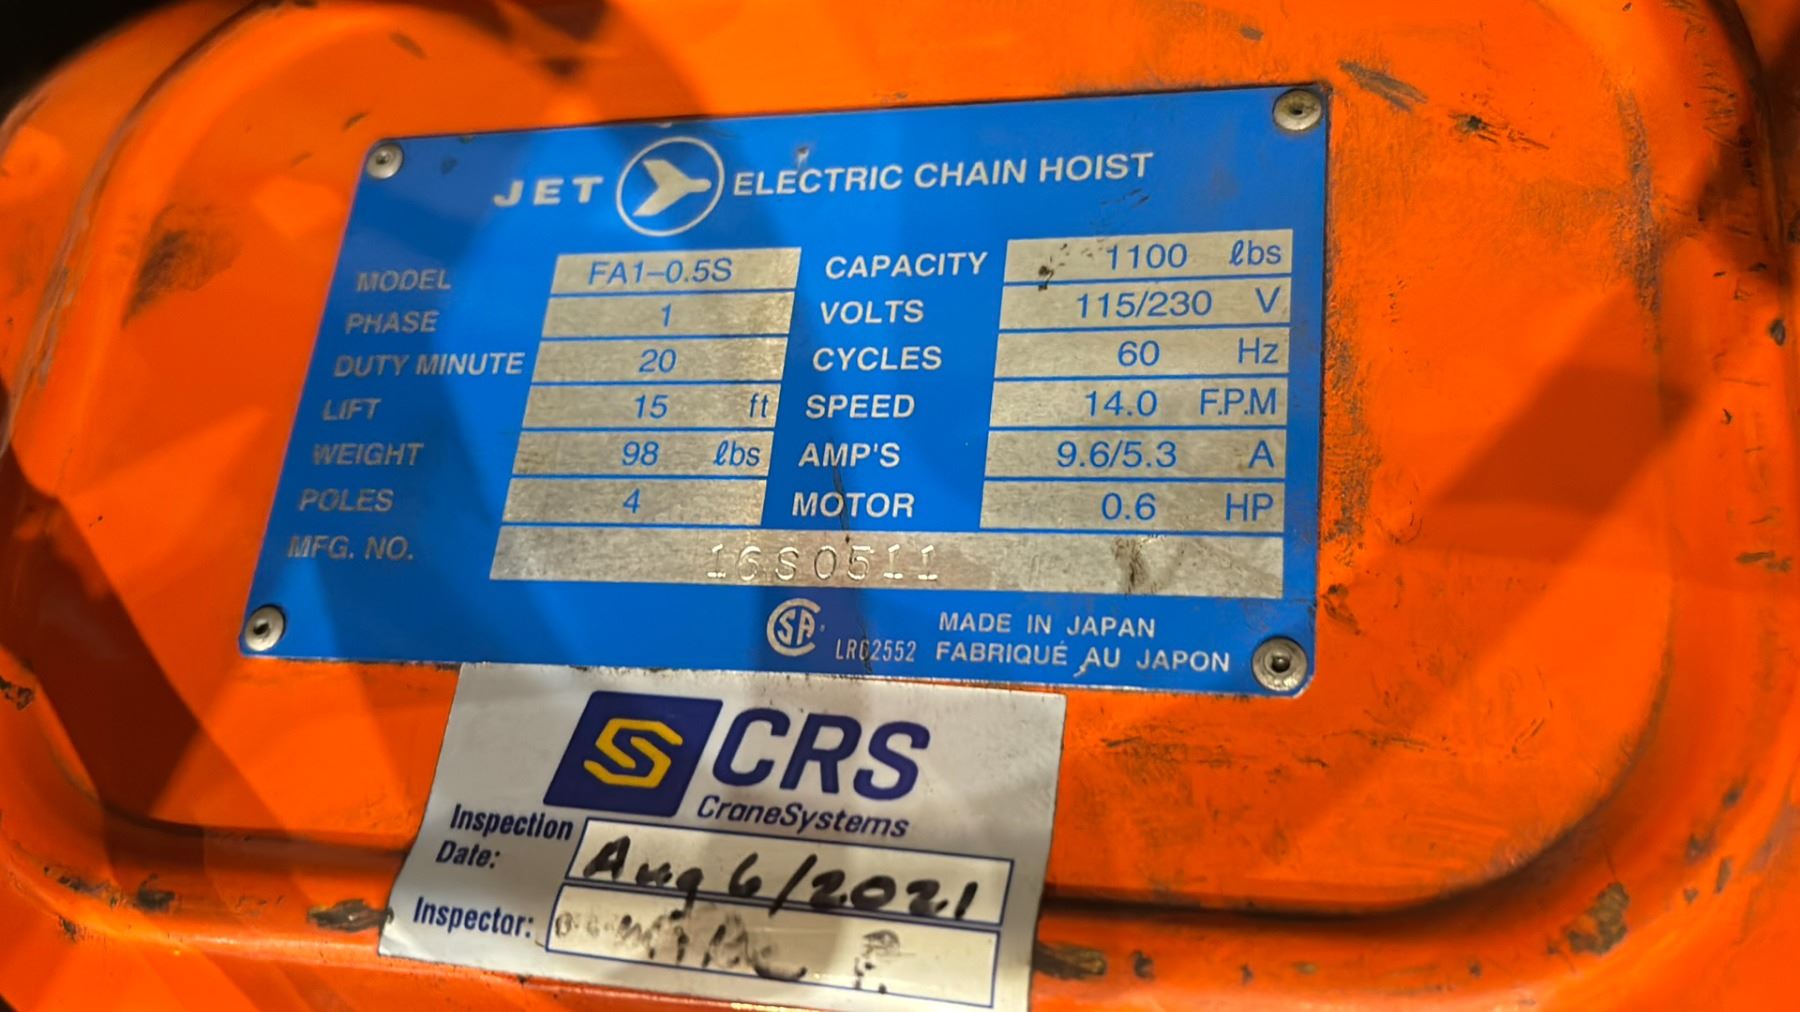 JET ELECTRIC CHAIN HOIST
MODEL FA1-0.5S CAPACITY 1100 ℓbs
PHASE 1 VOLTS 115/230 V
DUTY MINUTE 20 CYCLES 60 Hz
LIFT 15 ft SPEED 14.0 F.P.M
WEIGHT 98 ℓbs AMP'S 9.6/5.3 A
POLES 4 MOTOR 0.6 HP
MFG. NO. 16S0511
CSA LR62552 MADE IN JAPAN
FABRIQUÉ AU JAPON
S CRS
CraneSystems
Inspection Date: Aug 6/2021
Inspector: